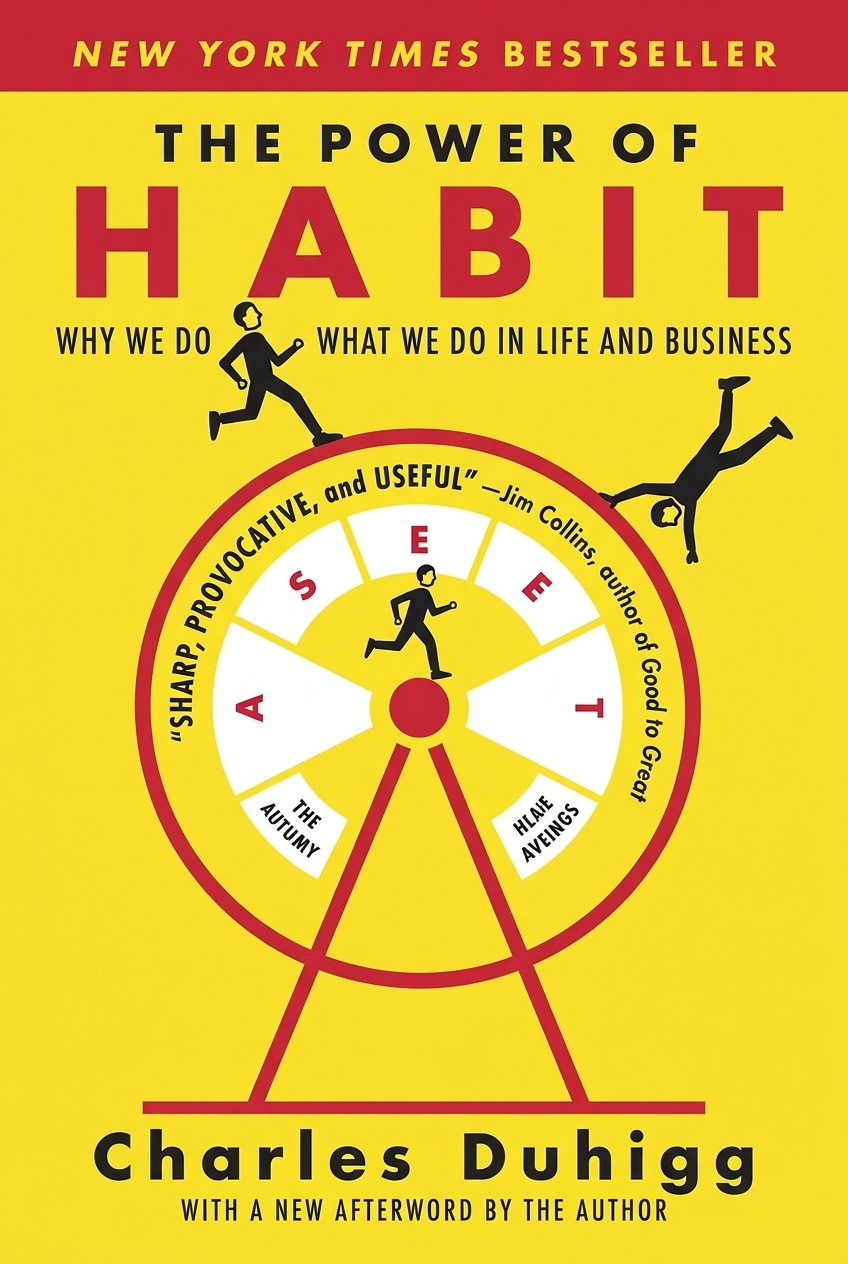 NEW YORK TIMES BESTSELLER
THE POWER OF
HABIT
WHY WE DO WHAT WE DO IN LIFE AND BUSINESS
“SHARP, PROVOCATIVE, and USEFUL” —Jim Collins, author of Good to Great
A S E E T
THE
AUTUMY
HLAIE
AVEINGS
Charles Duhigg
WITH A NEW AFTERWORD BY THE AUTHOR